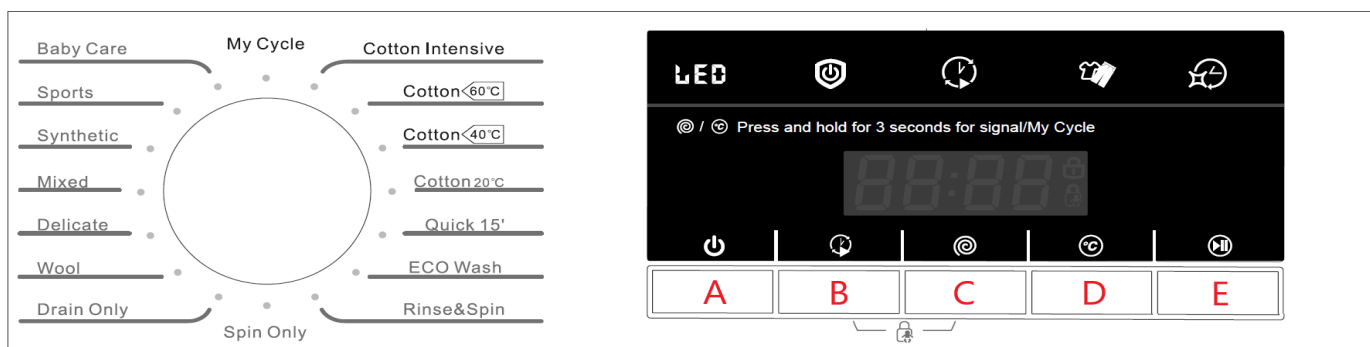 My Cycle
Baby Care
Sports
Synthetic
Mixed
Delicate
Wool
Drain Only
Spin Only
Cotton Intensive
Cotton 60℃
Cotton 40℃
Cotton 20℃
Quick 15'
ECO Wash
Rinse&Spin
LED
/ ℃ Press and hold for 3 seconds for signal/My Cycle
88:88
℃
A B C D E